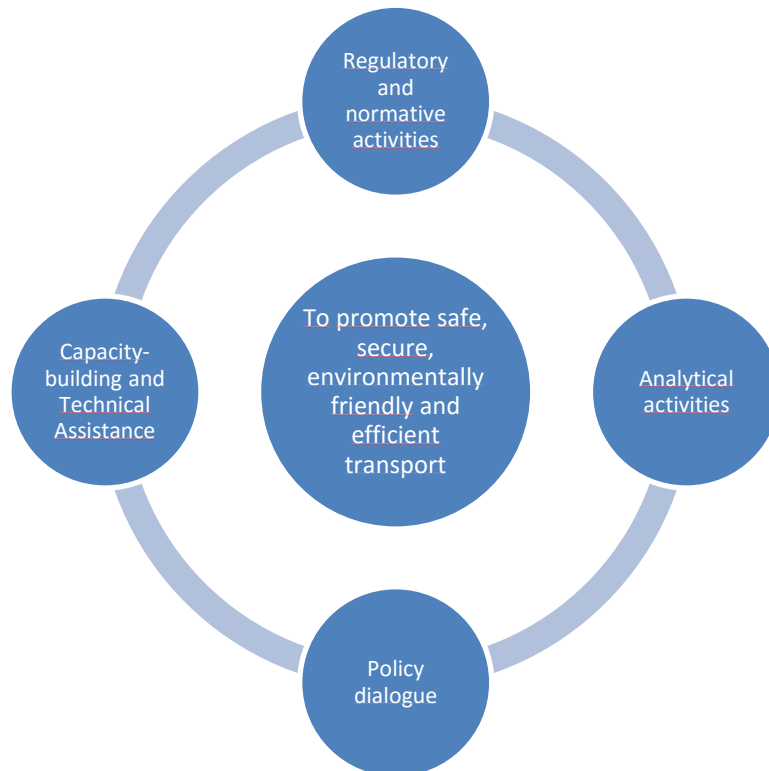 Regulatory
and
normative
activities
To promote safe,
secure,
environmentally
friendly and
efficient
transport
Capacity-
building and
Technical
Assistance
Analytical
activities
Policy
dialogue